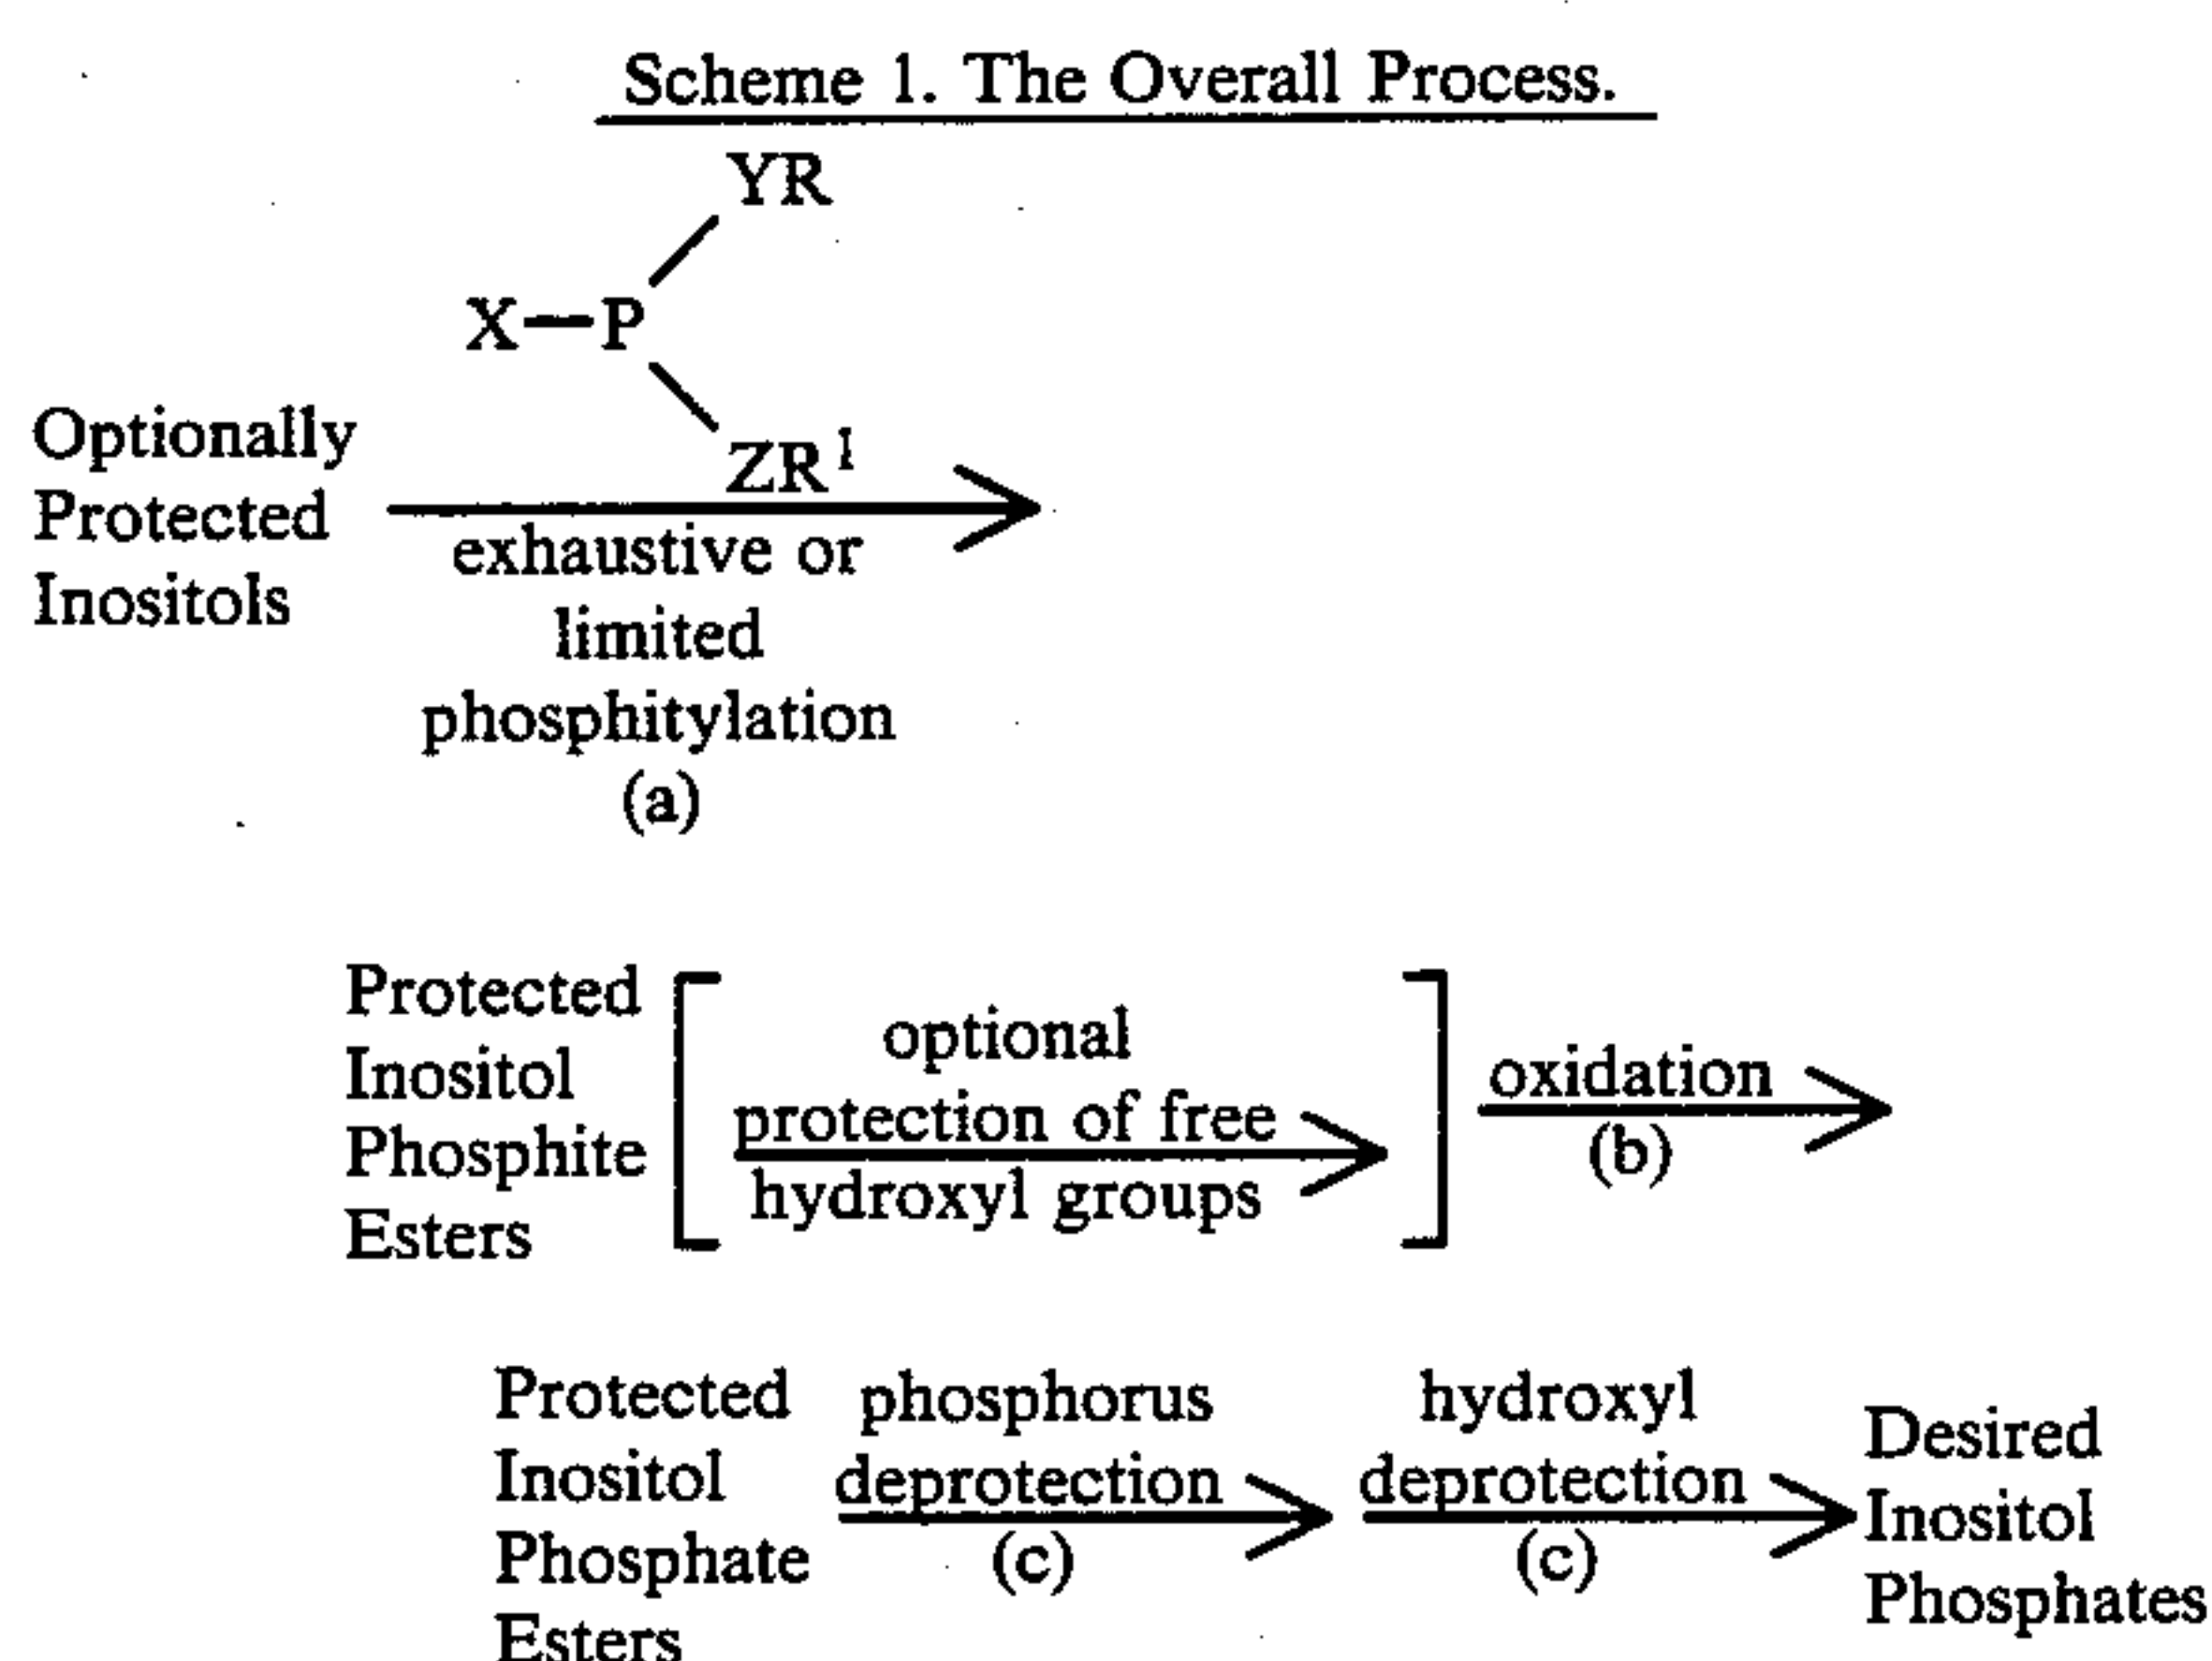 Scheme 1. The Overall Process.
YR
X—P
ZR¹
Optionally
Protected
Inositols
exhaustive or
limited
phosphitylation
(a)
Protected
Inositol
Phosphite
Esters
optional
protection of free
hydroxyl groups
oxidation
(b)
Protected
Inositol
Phosphate
Esters
phosphorus
deprotection
(c)
hydroxyl
deprotection
(c)
Desired
Inositol
Phosphates